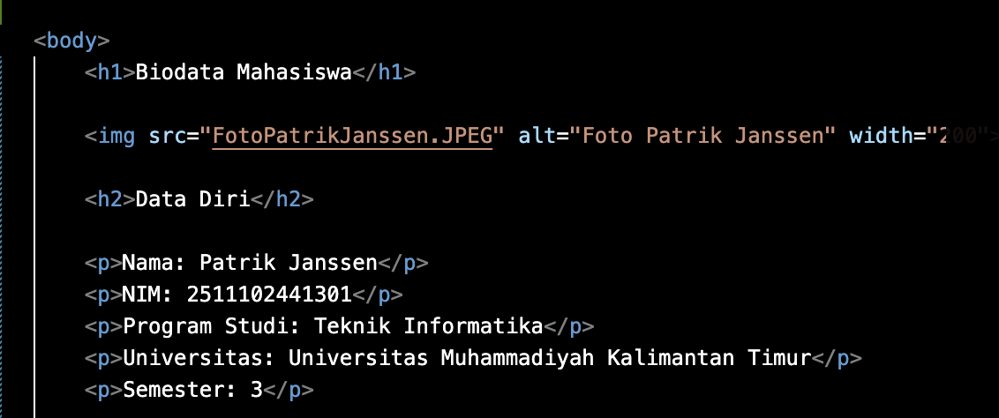 <body>
<h1>Biodata Mahasiswa</h1>
<img src="FotoPatrikJanssen.JPEG" alt="Foto Patrik Janssen" width="200">
<h2>Data Diri</h2>
<p>Nama: Patrik Janssen</p>
<p>NIM: 2511102441301</p>
<p>Program Studi: Teknik Informatika</p>
<p>Universitas: Universitas Muhammadiyah Kalimantan Timur</p>
<p>Semester: 3</p>